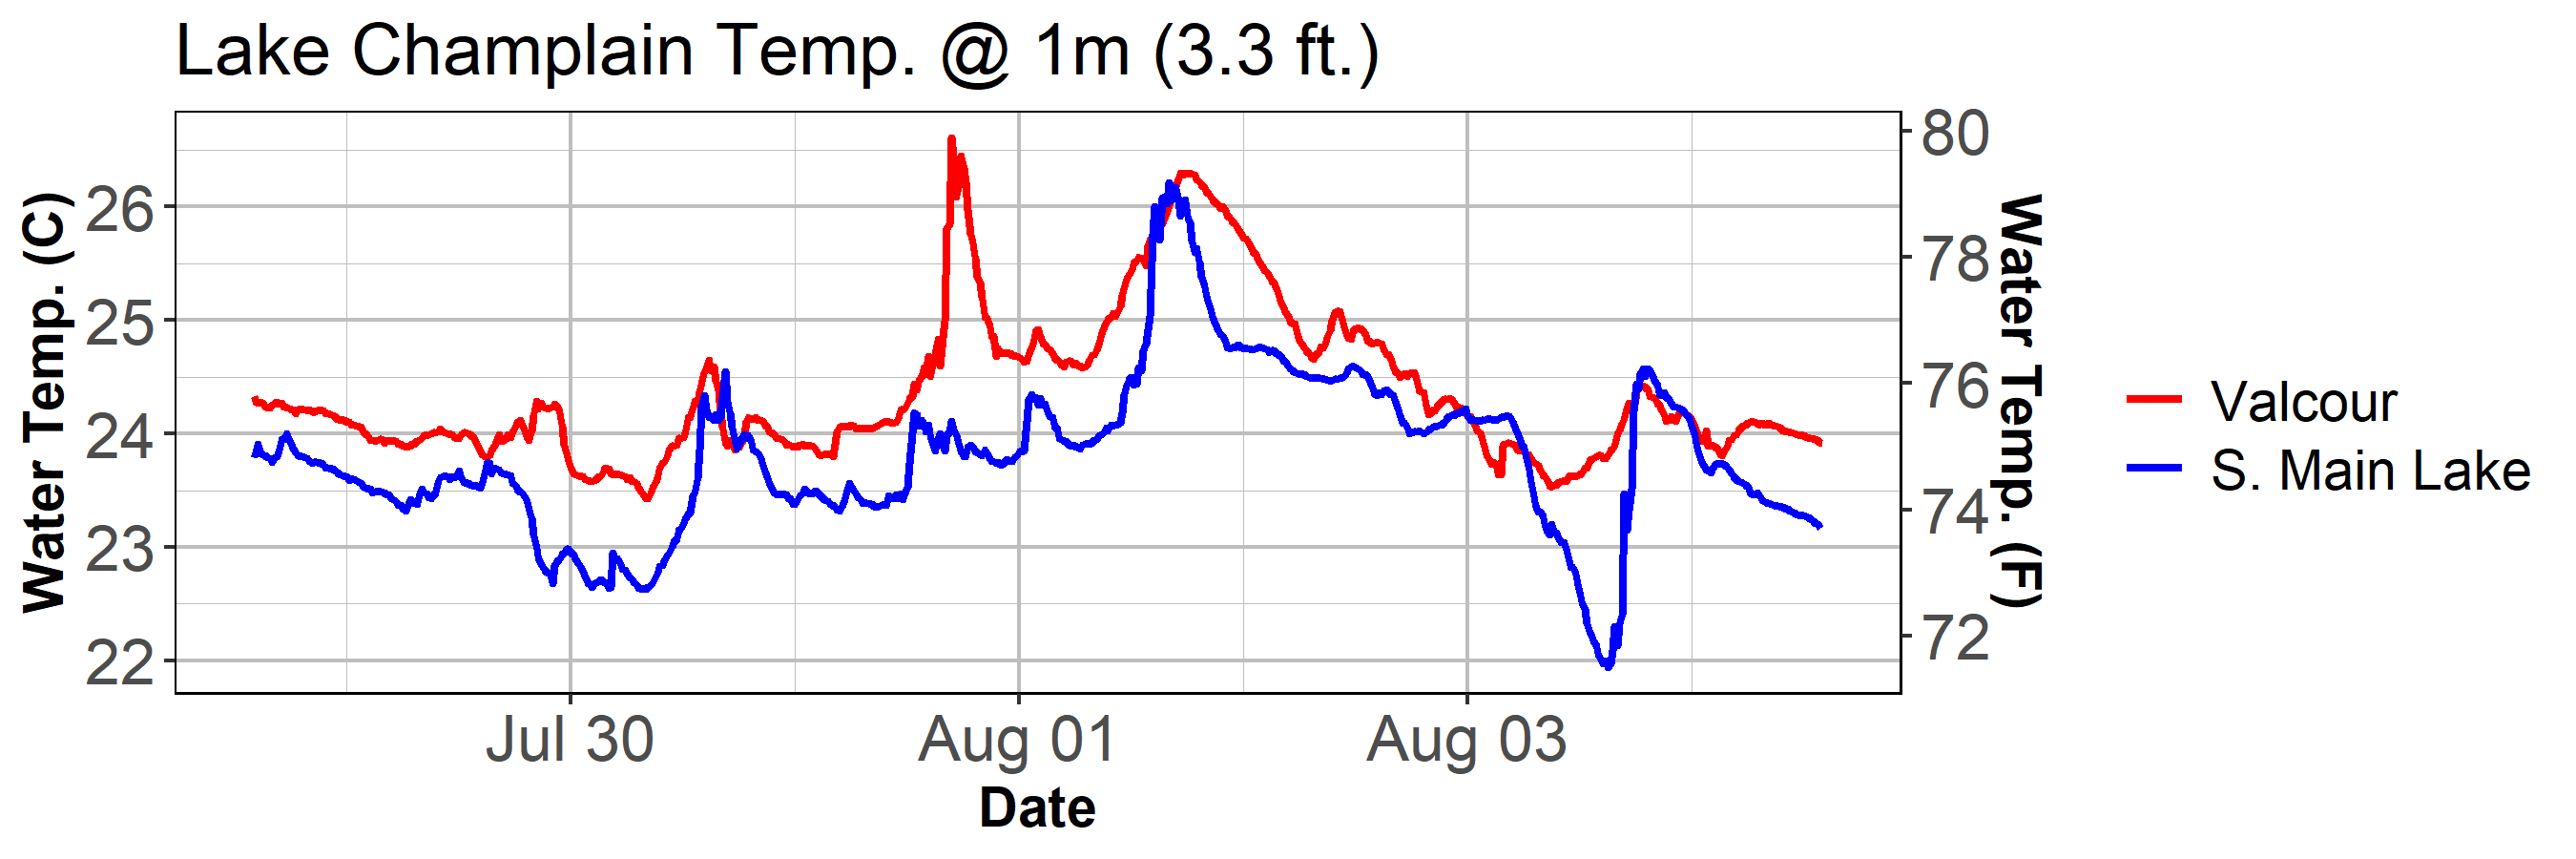 Lake Champlain Temp. @ 1m (3.3 ft.)
Water Temp. (C)
26
25
24
23
22
80
78
76
74
72
Water Temp. (F)
Jul 30
Aug 01
Aug 03
Date
Valcour
S. Main Lake